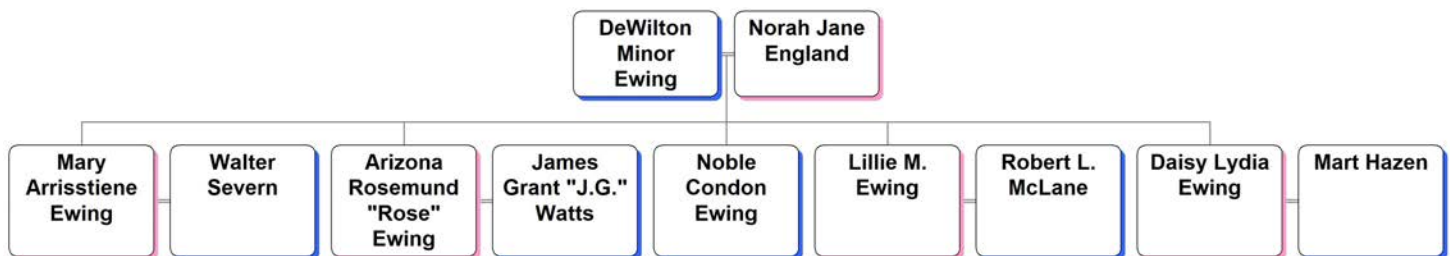 DeWilton
Minor
Ewing
Norah Jane
England
Mary
Arrisstiene
Ewing
Walter
Severn
Arizona
Rosemund
"Rose"
Ewing
James
Grant "J.G."
Watts
Noble
Condon
Ewing
Lillie M.
Ewing
Robert L.
McLane
Daisy Lydia
Ewing
Mart Hazen